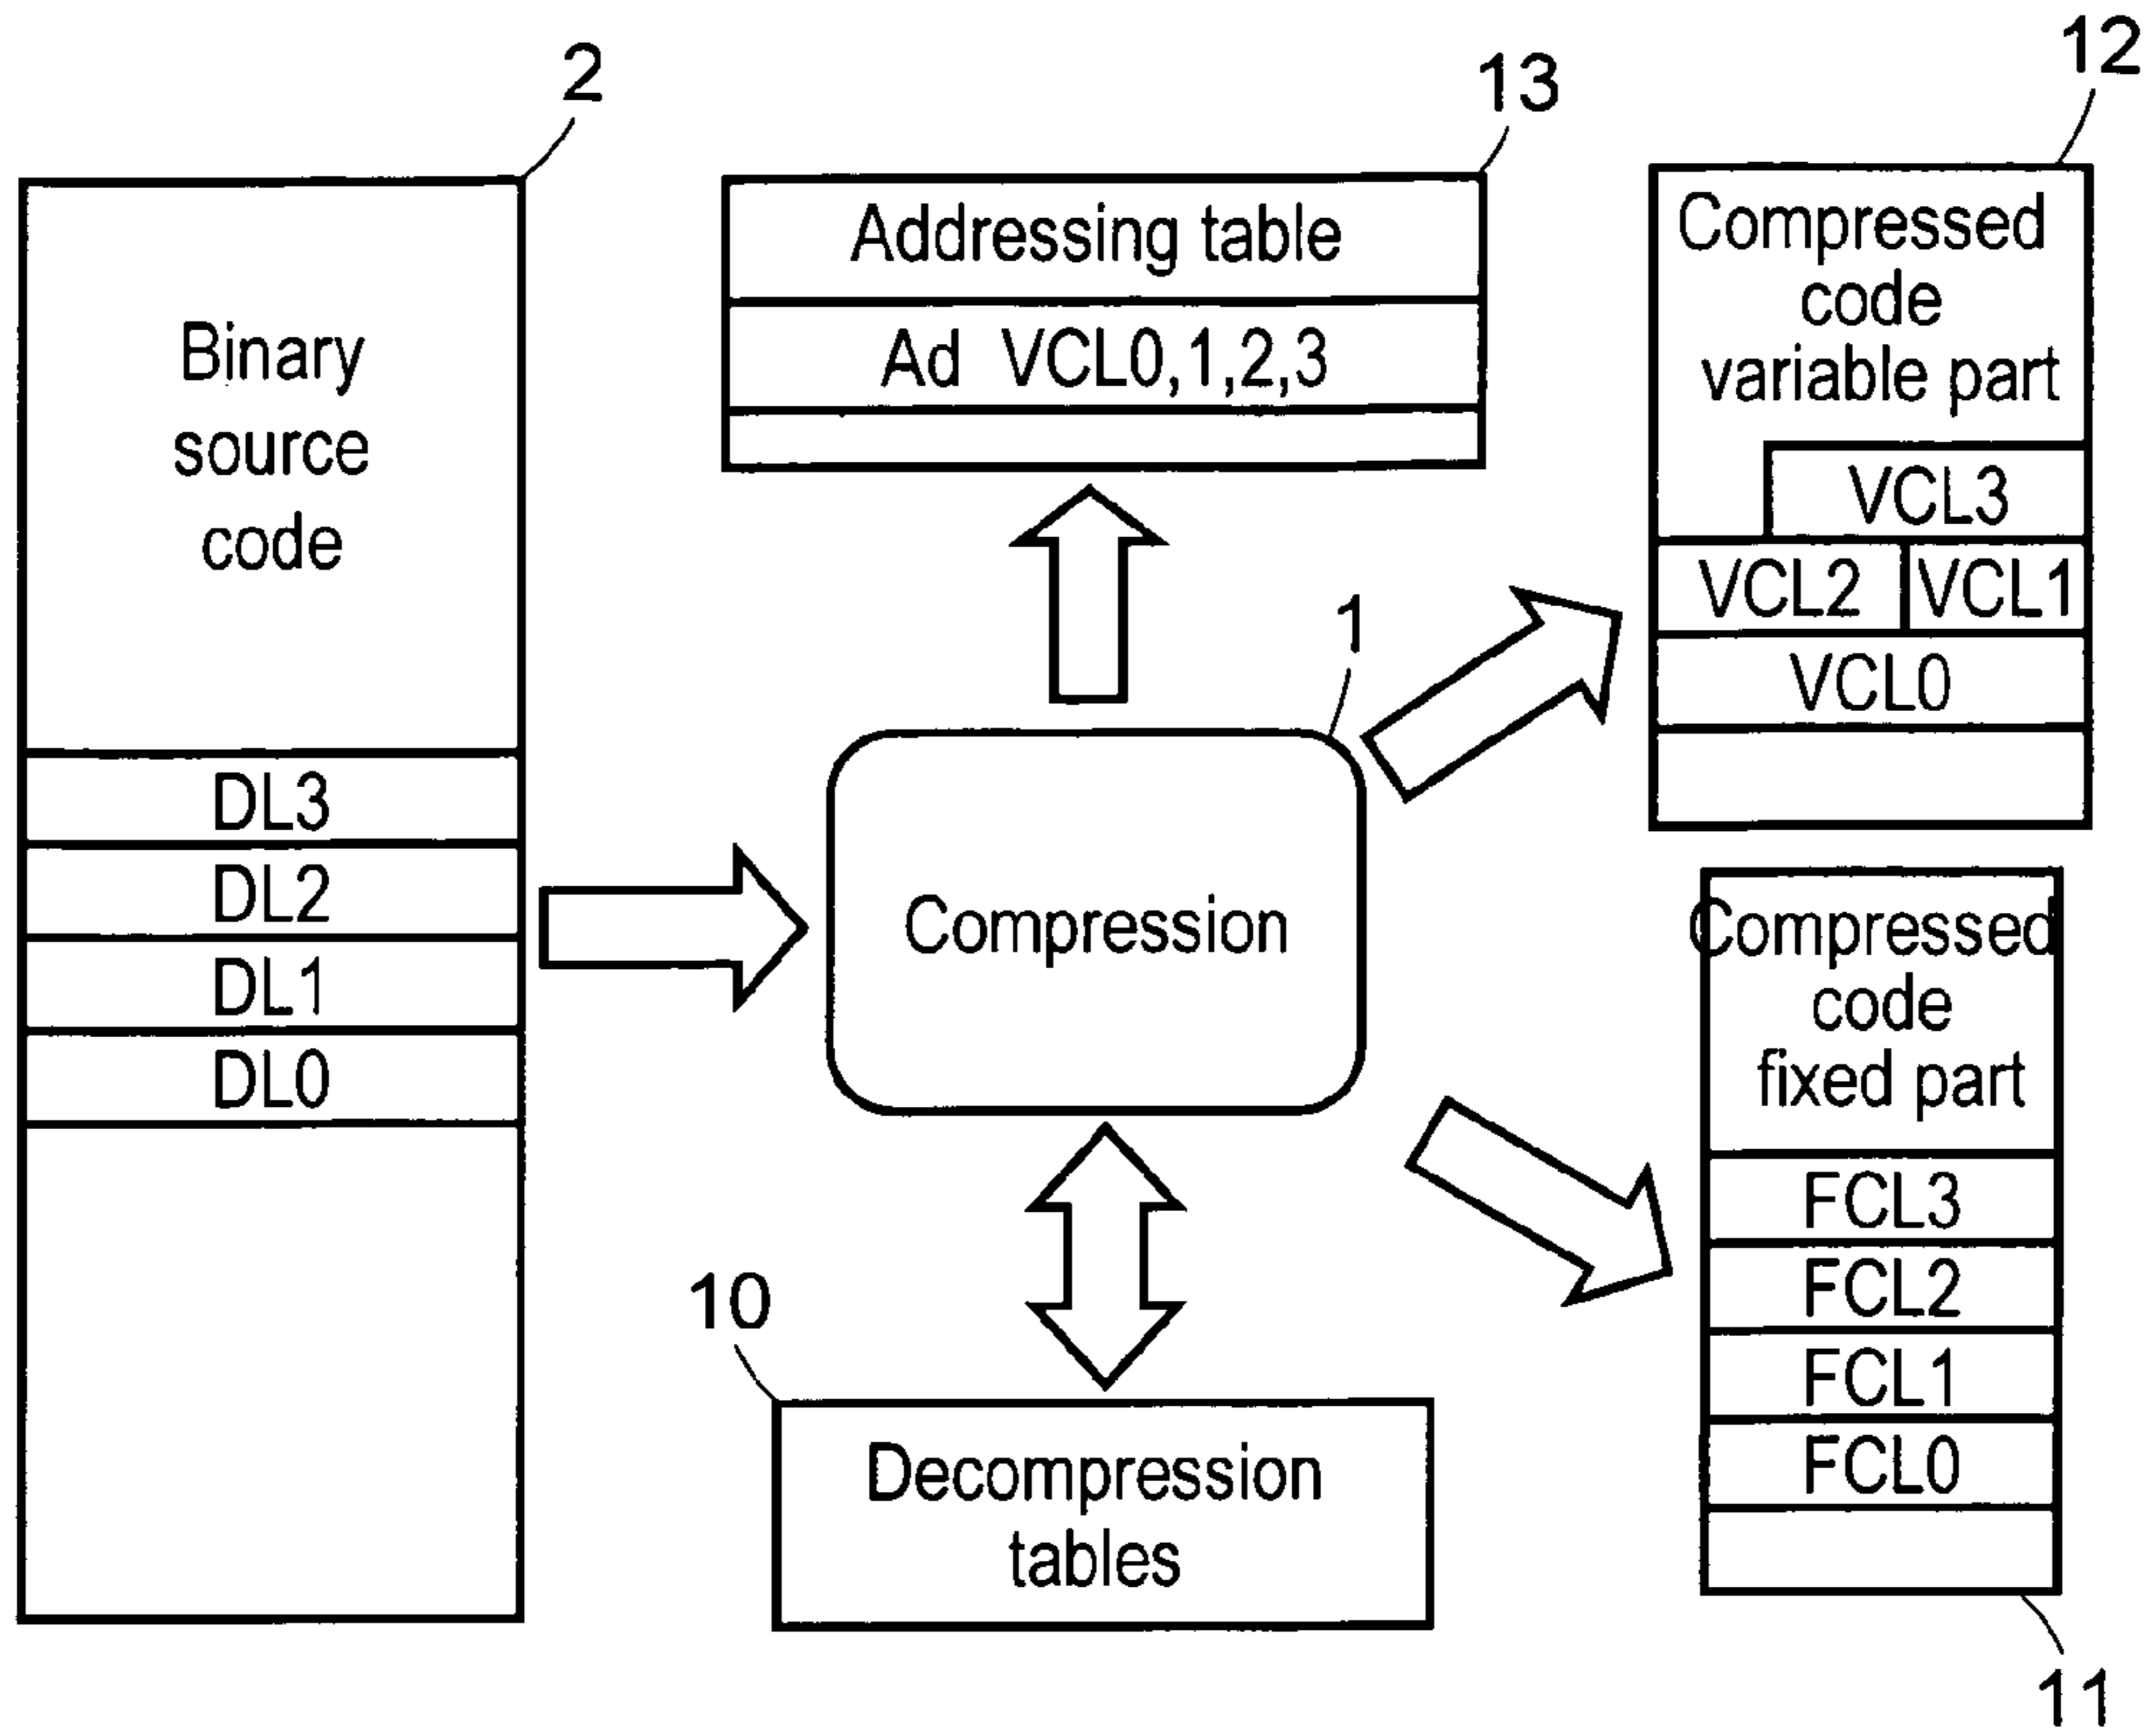 2
Binary
source
code
DL3
DL2
DL1
DL0
13
Addressing table
Ad VCL0,1,2,3
1
Compression
10
Decompression
tables
12
Compressed
code
variable part
VCL3
VCL2 VCL1
VCL0
Compressed
code
fixed part
FCL3
FCL2
FCL1
FCL0
11